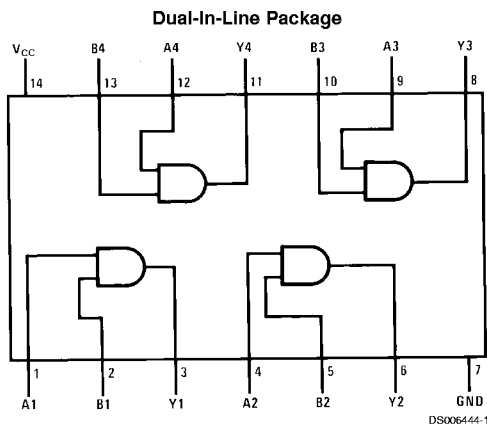 Dual-In-Line Package
VCC B4 A4 Y4 B3 A3 Y3
14 13 12 11 10 9 8
1 2 3 4 5 6 7
A1 B1 Y1 A2 B2 Y2 GND
DS006444-1